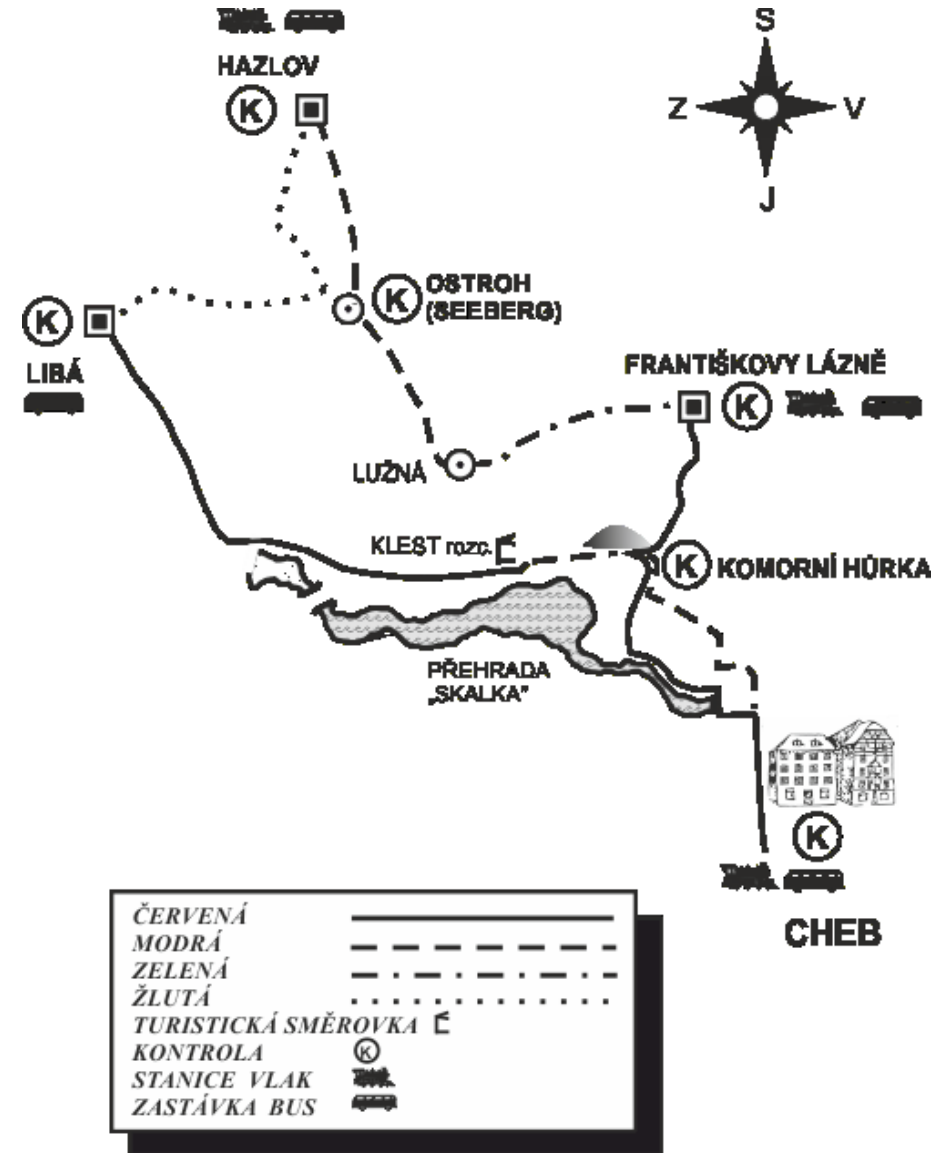 S
HAZLOV
K
Z
V
J
K
OSTROH
(SEEBERG)
K
LIBÁ
FRANTIŠKOVY LÁZNĚ
K
LUŽNÁ
KLEST rozc.
K
KOMORNÍ HŮRKA
PŘEHRADA
„SKALKA"
K
CHEB
ČERVENÁ
MODRÁ
ZELENÁ
ŽLUTÁ
TURISTICKÁ SMĚROVKA
KONTROLA K
STANICE VLAK
ZASTÁVKA BUS